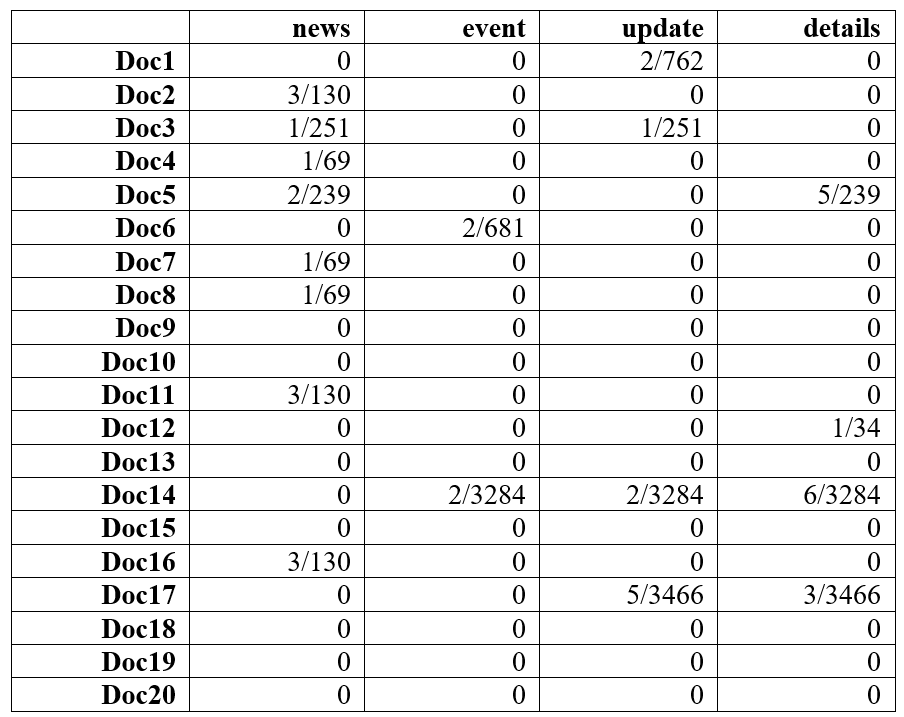 news event update details
Doc1 0 0 2/762 0
Doc2 3/130 0 0 0
Doc3 1/251 0 1/251 0
Doc4 1/69 0 0 0
Doc5 2/239 0 0 5/239
Doc6 0 2/681 0 0
Doc7 1/69 0 0 0
Doc8 1/69 0 0 0
Doc9 0 0 0 0
Doc10 0 0 0 0
Doc11 3/130 0 0 0
Doc12 0 0 0 1/34
Doc13 0 0 0 0
Doc14 0 2/3284 2/3284 6/3284
Doc15 0 0 0 0
Doc16 3/130 0 0 0
Doc17 0 0 5/3466 3/3466
Doc18 0 0 0 0
Doc19 0 0 0 0
Doc20 0 0 0 0